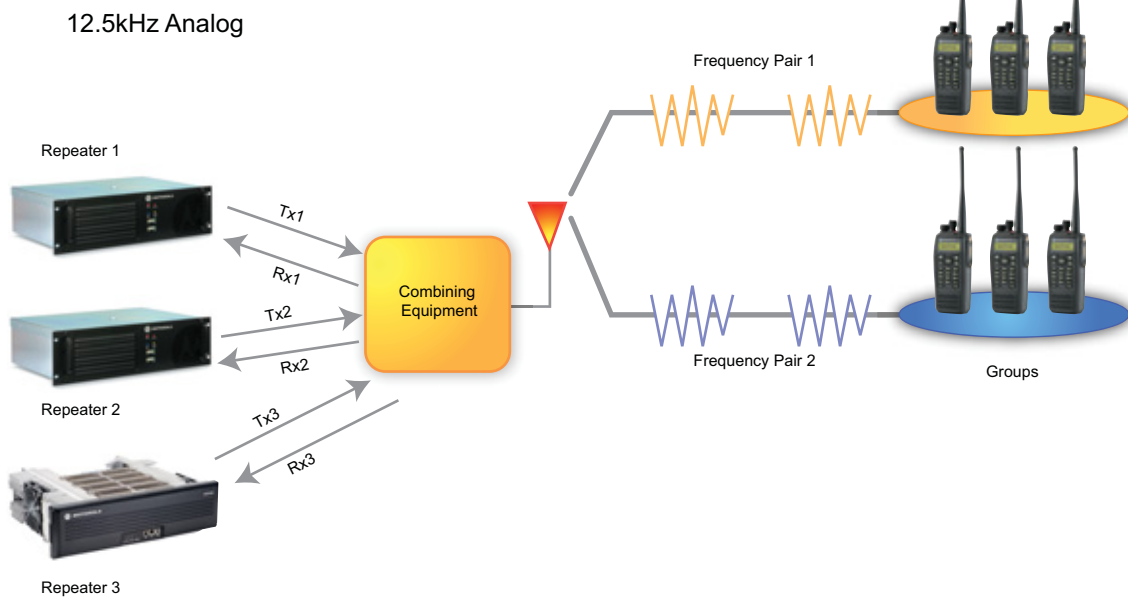 12.5kHz Analog
Frequency Pair 1
Repeater 1
Tx1
Rx1
Combining
Equipment
Tx2
Rx2
Frequency Pair 2
Groups
Repeater 2
Tx3
Rx3
MOTOROLA
Repeater 3